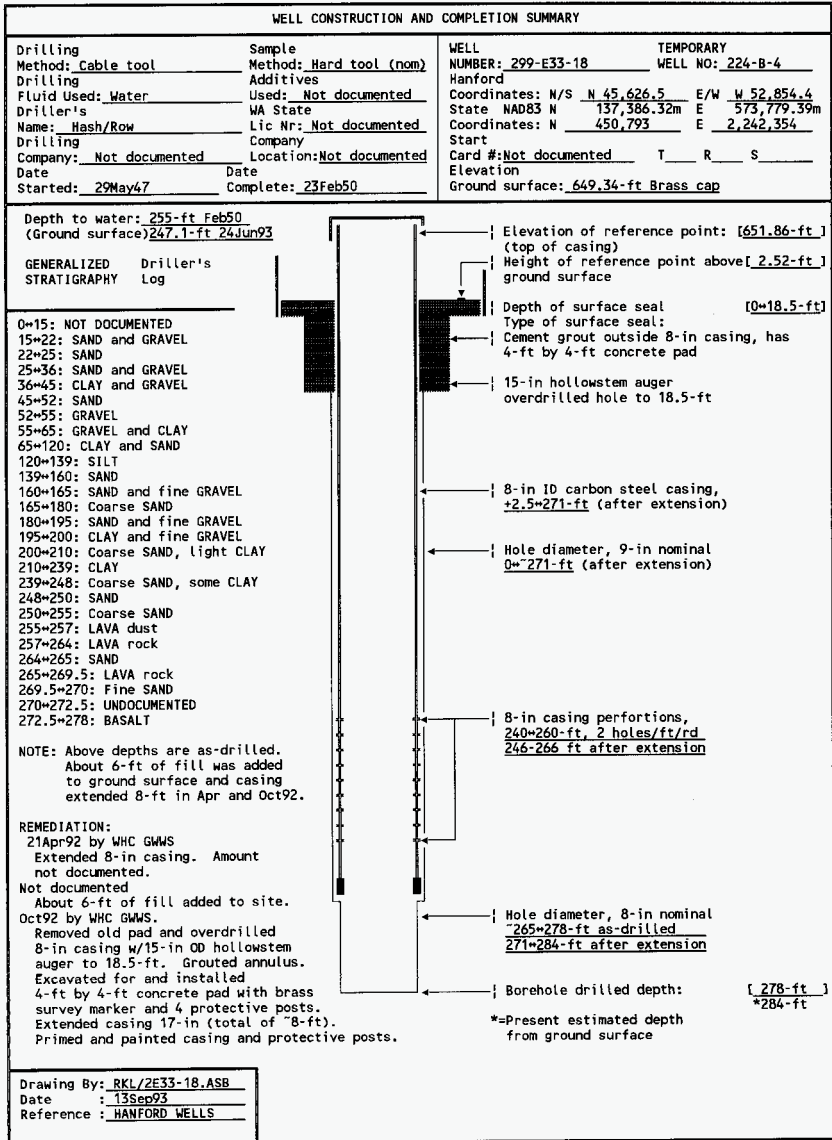 WELL CONSTRUCTION AND COMPLETION SUMMARY
Drilling Sample
Method: Cable tool Method: Hard tool (nom)
Drilling Additives
Fluid Used: Water Used: Not documented
Driller's WA State
Name: Hash/Row Lic Nr: Not documented
Drilling Company
Company: Not documented Location:Not documented
Date Date
Started: 29May47 Complete: 23Feb50
WELL TEMPORARY
NUMBER: 299-E33-18 WELL NO: 224-B-4
Hanford
Coordinates: N/S N 45,626.5 E/W W 52,854.4
State NAD83 N 137,386.32m E 573,779.39m
Coordinates: N 450,793 E 2,242,354
Start
Card #:Not documented T____ R____ S____
Elevation
Ground surface: 649.34-ft Brass cap
Depth to water: 255-ft Feb50
(Ground surface)247.1-ft 24Jun93
GENERALIZED Driller's
STRATIGRAPHY Log
0↔15: NOT DOCUMENTED
15↔22: SAND and GRAVEL
22↔25: SAND
25↔36: SAND and GRAVEL
36↔45: CLAY and GRAVEL
45↔52: SAND
52↔55: GRAVEL
55↔65: GRAVEL and CLAY
65↔120: CLAY and SAND
120↔139: SILT
139↔160: SAND
160↔165: SAND and fine GRAVEL
165↔180: Coarse SAND
180↔195: SAND and fine GRAVEL
195↔200: CLAY and fine GRAVEL
200↔210: Coarse SAND, light CLAY
210↔239: CLAY
239↔248: Coarse SAND, some CLAY
248↔250: SAND
250↔255: Coarse SAND
255↔257: LAVA dust
257↔264: LAVA rock
264↔265: SAND
265↔269.5: LAVA rock
269.5↔270: Fine SAND
270↔272.5: UNDOCUMENTED
272.5↔278: BASALT
NOTE: Above depths are as-drilled.
About 6-ft of fill was added
to ground surface and casing
extended 8-ft in Apr and Oct92.
REMEDIATION:
21Apr92 by WHC GWWS
Extended 8-in casing. Amount
not documented.
Not documented
About 6-ft of fill added to site.
Oct92 by WHC GWWS.
Removed old pad and overdrilled
8-in casing w/15-in OD hollowstem
auger to 18.5-ft. Grouted annulus.
Excavated for and installed
4-ft by 4-ft concrete pad with brass
survey marker and 4 protective posts.
Extended casing 17-in (total of ~8-ft).
Primed and painted casing and protective posts.
Elevation of reference point: [651.86-ft ]
(top of casing)
Height of reference point above[ 2.52-ft ]
ground surface
Depth of surface seal [0↔18.5-ft]
Type of surface seal:
Cement grout outside 8-in casing, has
4-ft by 4-ft concrete pad
15-in hollowstem auger
overdrilled hole to 18.5-ft
8-in ID carbon steel casing,
+2.5↔271-ft (after extension)
Hole diameter, 9-in nominal
0↔~271-ft (after extension)
8-in casing perfortions,
240↔260-ft, 2 holes/ft/rd
246-266 ft after extension
Hole diameter, 8-in nominal
~265↔278-ft as-drilled
271↔284-ft after extension
Borehole drilled depth: [ 278-ft ]
*284-ft
*=Present estimated depth
from ground surface
Drawing By: RKL/2E33-18.ASB
Date : 13Sep93
Reference : HANFORD WELLS